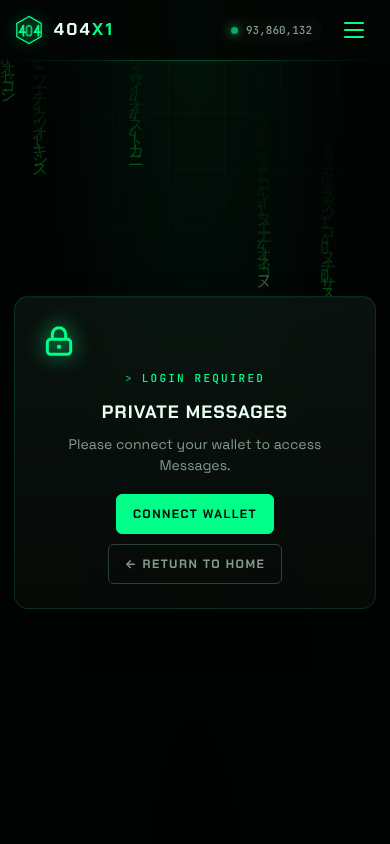 404 404X1
93,860,132
> LOGIN REQUIRED
PRIVATE MESSAGES
Please connect your wallet to access
Messages.
CONNECT WALLET
← RETURN TO HOME